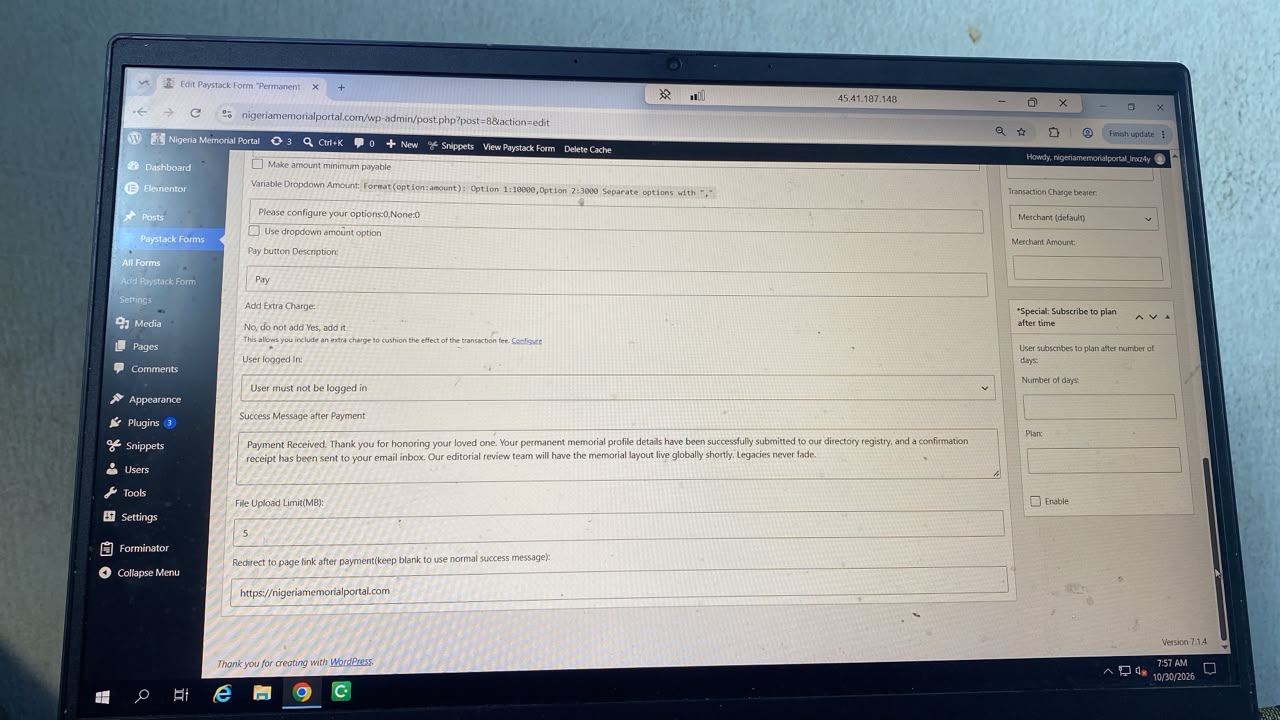 Edit Paystack Form "Permanent
45.41.187.148
nigeriamemorialportal.com/wp-admin/post.php?post=8&action=edit
Finish update
Nigeria Memorial Portal
3
Ctrl+K
0
New
Snippets
View Paystack Form
Delete Cache
Howdy, nigeriamemorialportal_lnxz4y
Dashboard
Elementor
Posts
Paystack Forms
All Forms
Add Paystack Form
Settings
Media
Pages
Comments
Appearance
Plugins 3
Snippets
Users
Tools
Settings
Forminator
Collapse Menu
Make amount minimum payable
Variable Dropdown Amount: Format(option:amount): Option 1:10000,Option 2:3000 Separate options with ","
Please configure your options:0,None:0
Use dropdown amount option
Pay button Description:
Pay
Add Extra Charge:
No, do not add Yes, add it
This allows you include an extra charge to cushion the effect of the transaction fee. Configure
User logged In:
User must not be logged in
Success Message after Payment
Payment Received. Thank you for honoring your loved one. Your permanent memorial profile details have been successfully submitted to our directory registry, and a confirmation
receipt has been sent to your email inbox. Our editorial review team will have the memorial layout live globally shortly. Legacies never fade.
File Upload Limit(MB):
5
Redirect to page link after payment(keep blank to use normal success message):
https://nigeriamemorialportal.com
Transaction Charge bearer:
Merchant (default)
Merchant Amount:
*Special: Subscribe to plan
after time
User subscribes to plan after number of
days:
Number of days:
Plan:
Enable
Thank you for creating with WordPress.
Version 7.1.4
7:57 AM
10/30/2026